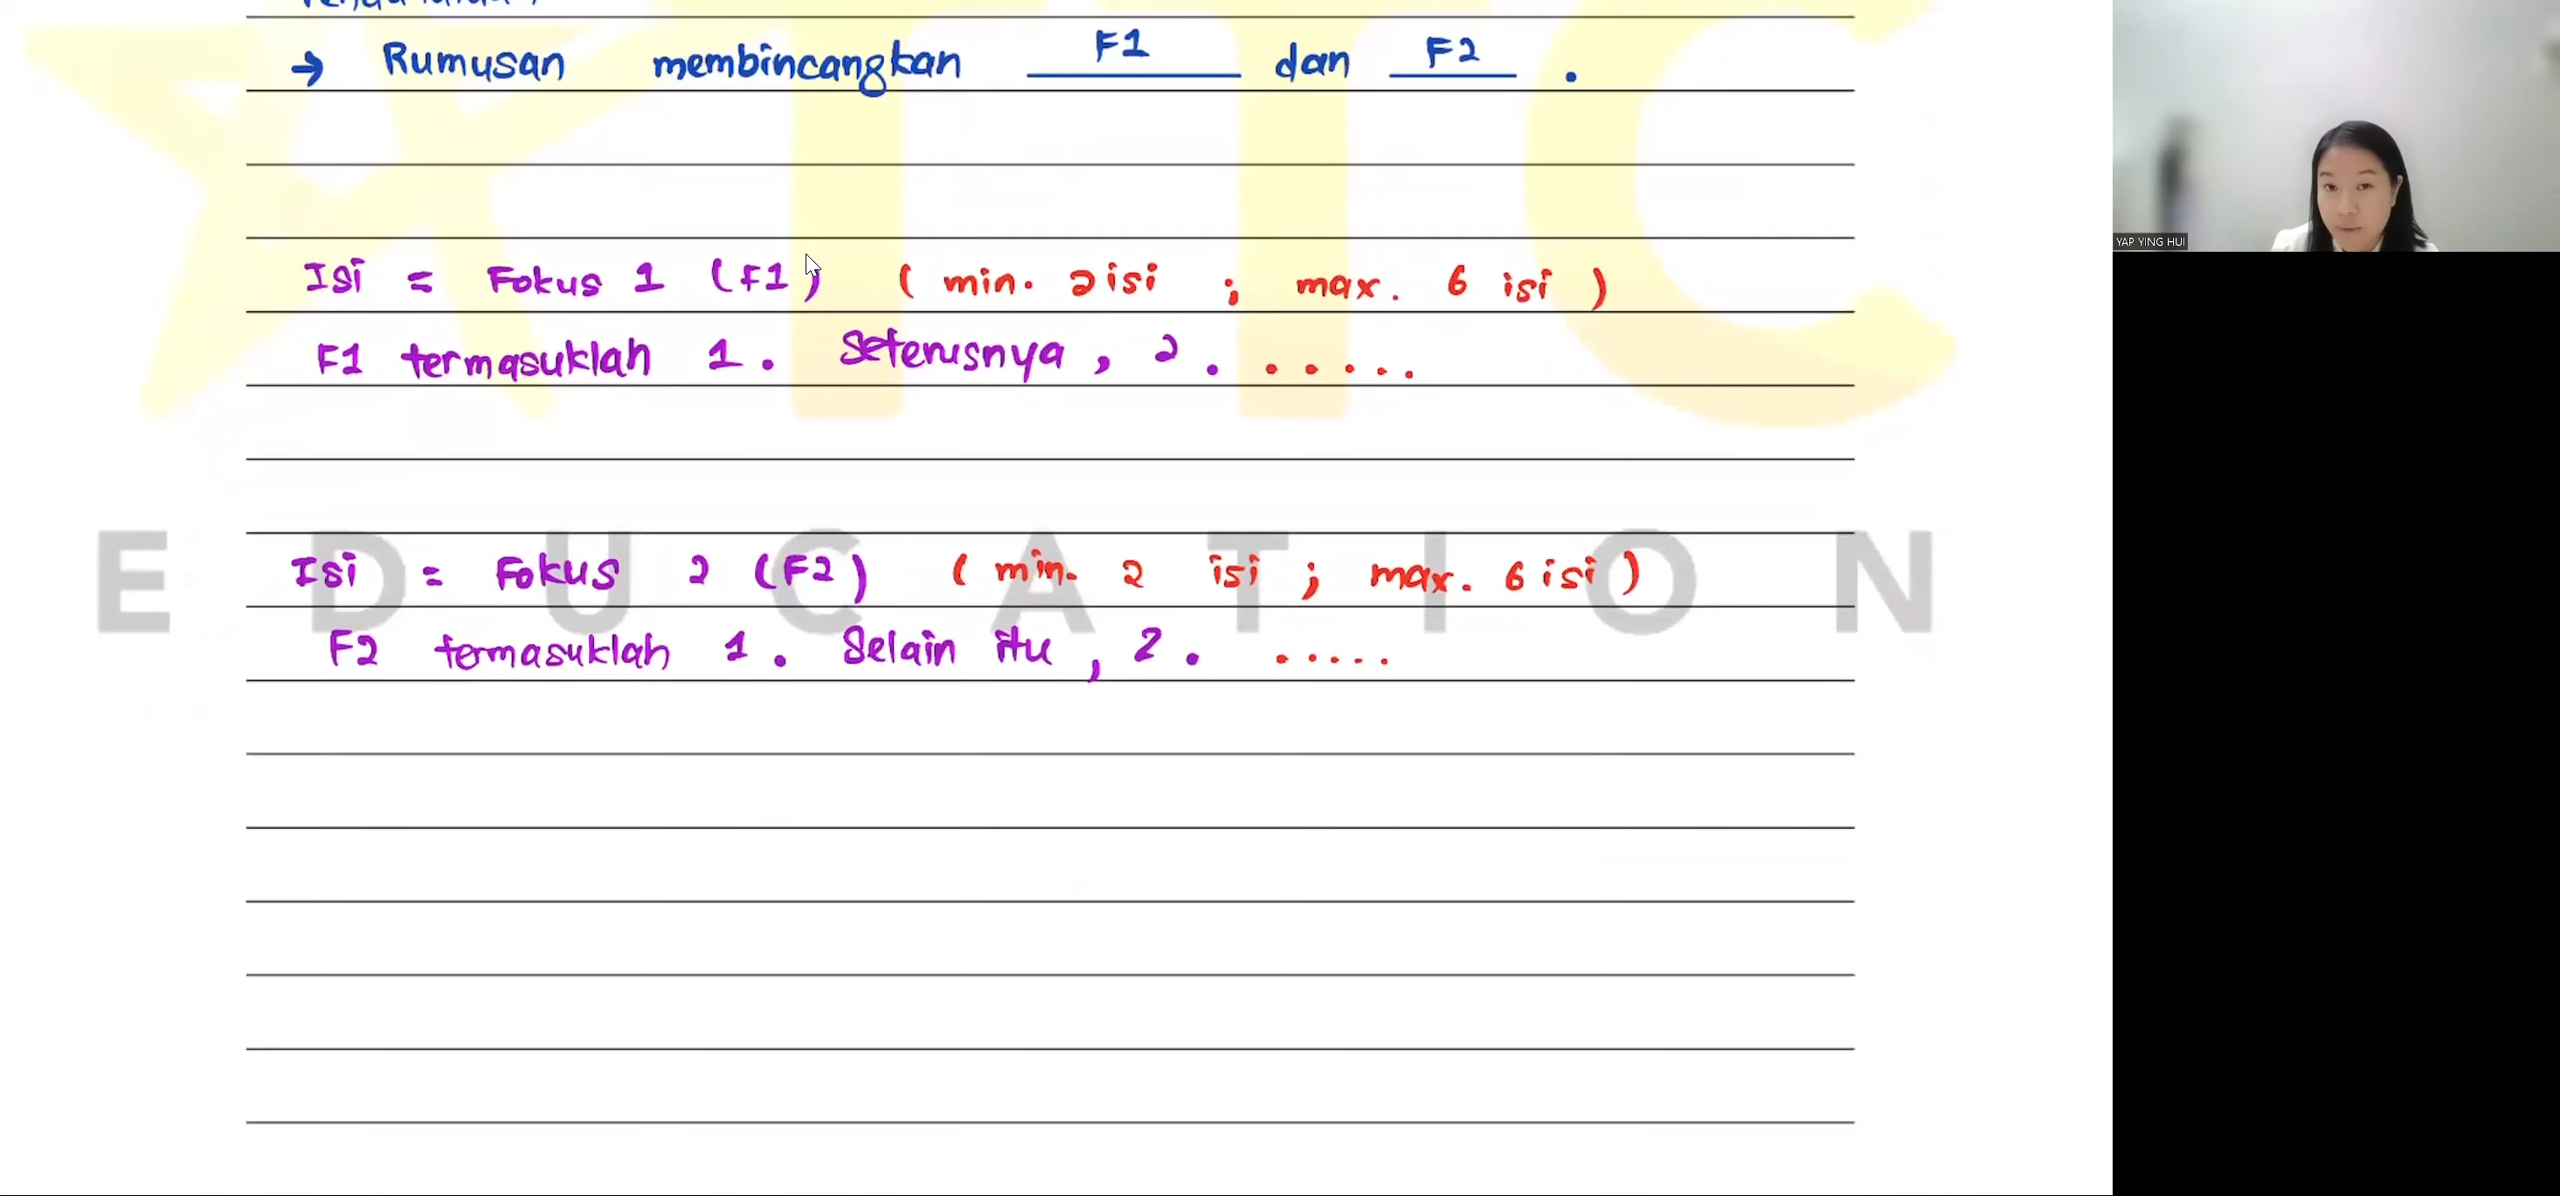 → Rumusan membincangkan F1 dan F2.
Isi = Fokus 1 (F1) (min. 2 isi ; max. 6 isi)
F1 termasuklah 1. Seterusnya, 2. .....
Isi = Fokus 2 (F2) (min. 2 isi ; max. 6 isi)
F2 termasuklah 1. Selain itu, 2. .....
TTC
EDUCATION
YAP YING HUI